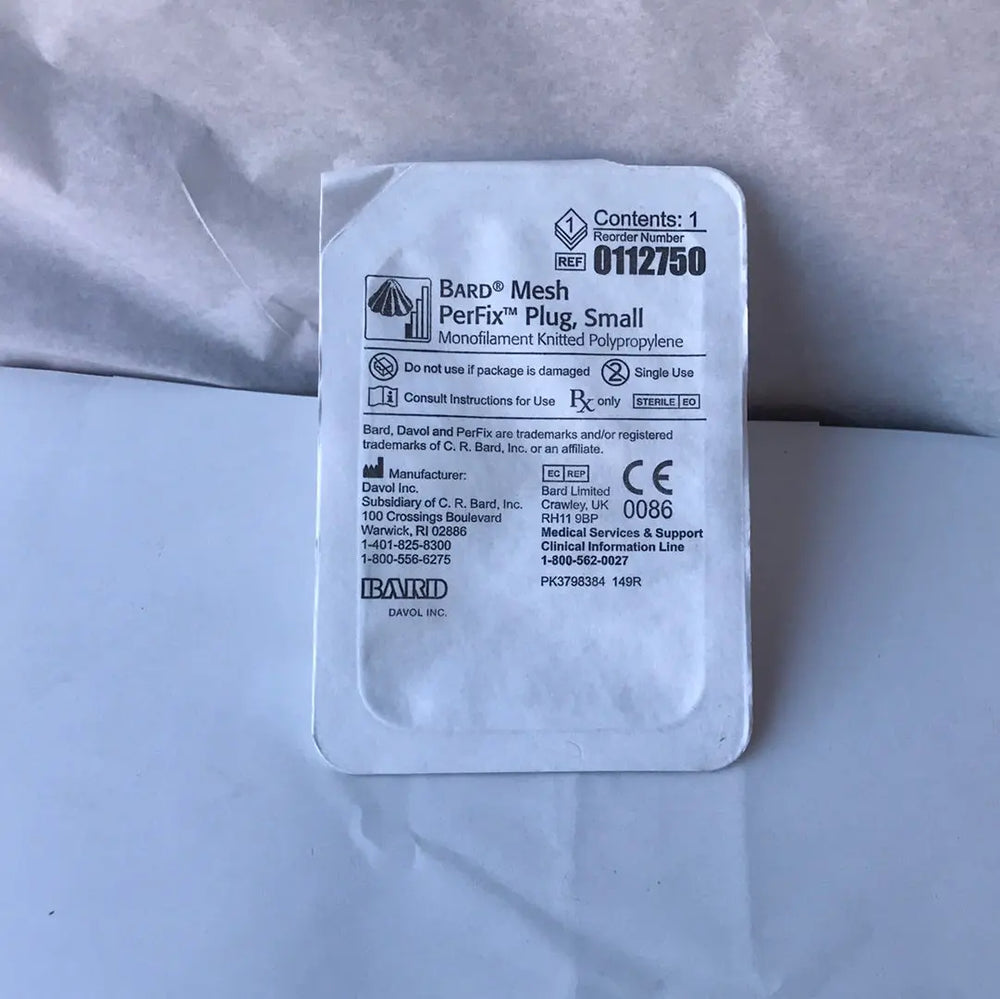 1
Contents: 1
Reorder Number
REF 0112750
BARD® Mesh
PerFix™ Plug, Small
Monofilament Knitted Polypropylene
Do not use if package is damaged
2 Single Use
i Consult Instructions for Use
Rx only
STERILE EO
Bard, Davol and PerFix are trademarks and/or registered
trademarks of C. R. Bard, Inc. or an affiliate.
Manufacturer:
Davol Inc.
Subsidiary of C. R. Bard, Inc.
100 Crossings Boulevard
Warwick, RI 02886
1-401-825-8300
1-800-556-6275
BARD
DAVOL INC.
EC REP
Bard Limited
Crawley, UK
RH11 9BP
CE
0086
Medical Services & Support
Clinical Information Line
1-800-562-0027
PK3798384 149R